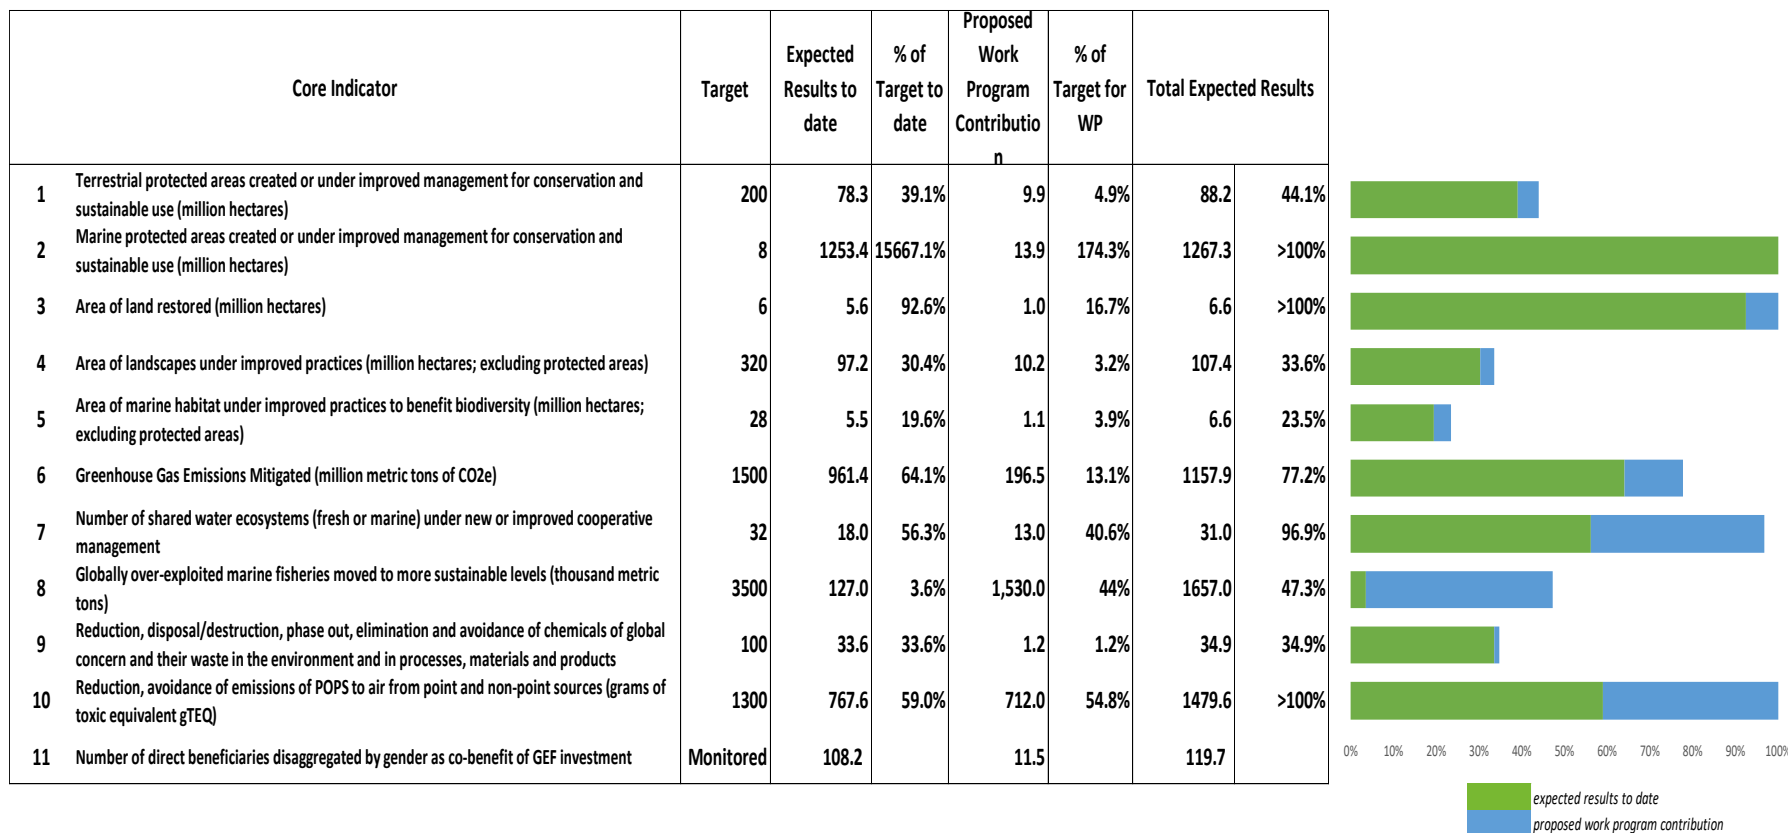 Core Indicator
Target
Expected
Results to
date
% of
Target to
date
Proposed
Work
Program
Contributio
n
% of
Target for
WP
Total Expected Results
1
Terrestrial protected areas created or under improved management for conservation and
sustainable use (million hectares)
200
78.3
39.1%
9.9
4.9%
88.2
44.1%
2
Marine protected areas created or under improved management for conservation and
sustainable use (million hectares)
8
1253.4
15667.1%
13.9
174.3%
1267.3
>100%
3
Area of land restored (million hectares)
6
5.6
92.6%
1.0
16.7%
6.6
>100%
4
Area of landscapes under improved practices (million hectares; excluding protected areas)
320
97.2
30.4%
10.2
3.2%
107.4
33.6%
5
Area of marine habitat under improved practices to benefit biodiversity (million hectares;
excluding protected areas)
28
5.5
19.6%
1.1
3.9%
6.6
23.5%
6
Greenhouse Gas Emissions Mitigated (million metric tons of CO2e)
1500
961.4
64.1%
196.5
13.1%
1157.9
77.2%
7
Number of shared water ecosystems (fresh or marine) under new or improved cooperative
management
32
18.0
56.3%
13.0
40.6%
31.0
96.9%
8
Globally over-exploited marine fisheries moved to more sustainable levels (thousand metric
tons)
3500
127.0
3.6%
1,530.0
44%
1657.0
47.3%
9
Reduction, disposal/destruction, phase out, elimination and avoidance of chemicals of global
concern and their waste in the environment and in processes, materials and products
100
33.6
33.6%
1.2
1.2%
34.9
34.9%
10
Reduction, avoidance of emissions of POPS to air from point and non-point sources (grams of
toxic equivalent gTEQ)
1300
767.6
59.0%
712.0
54.8%
1479.6
>100%
11
Number of direct beneficiaries disaggregated by gender as co-benefit of GEF investment
Monitored
108.2
11.5
119.7
0% 10% 20% 30% 40% 50% 60% 70% 80% 90% 100%
expected results to date
proposed work program contribution